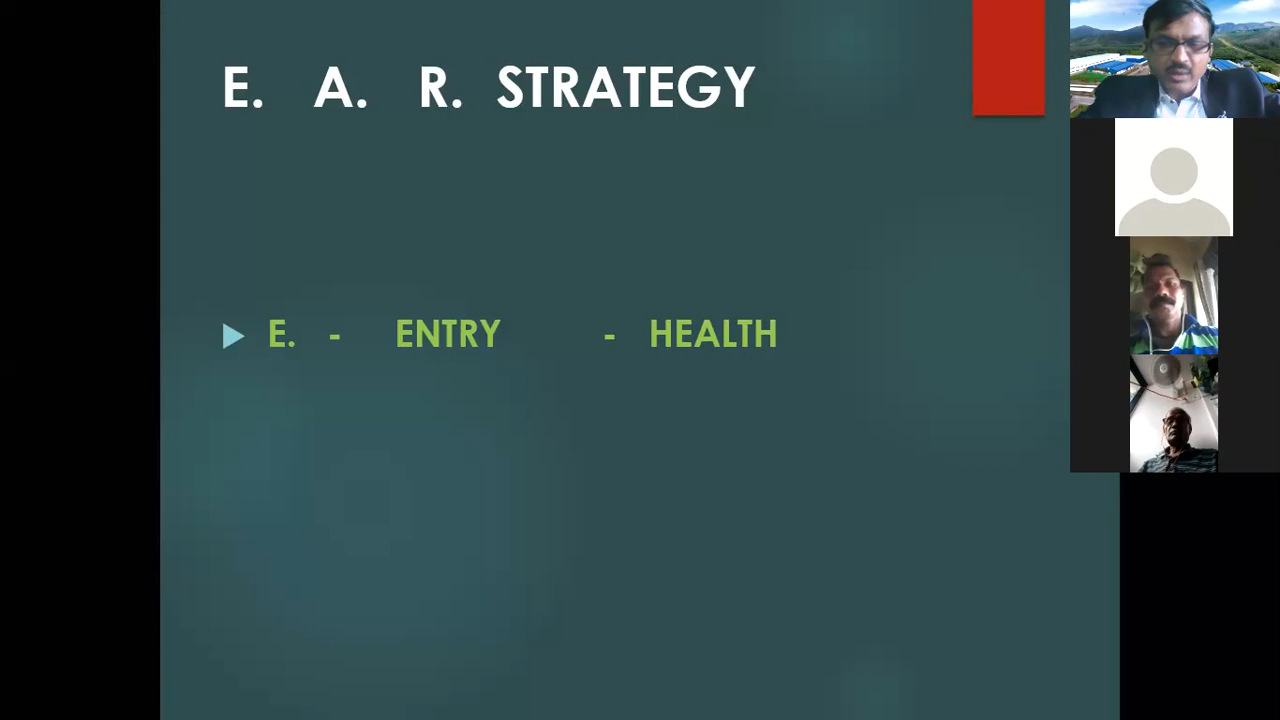 E. A. R. STRATEGY
E. - ENTRY - HEALTH